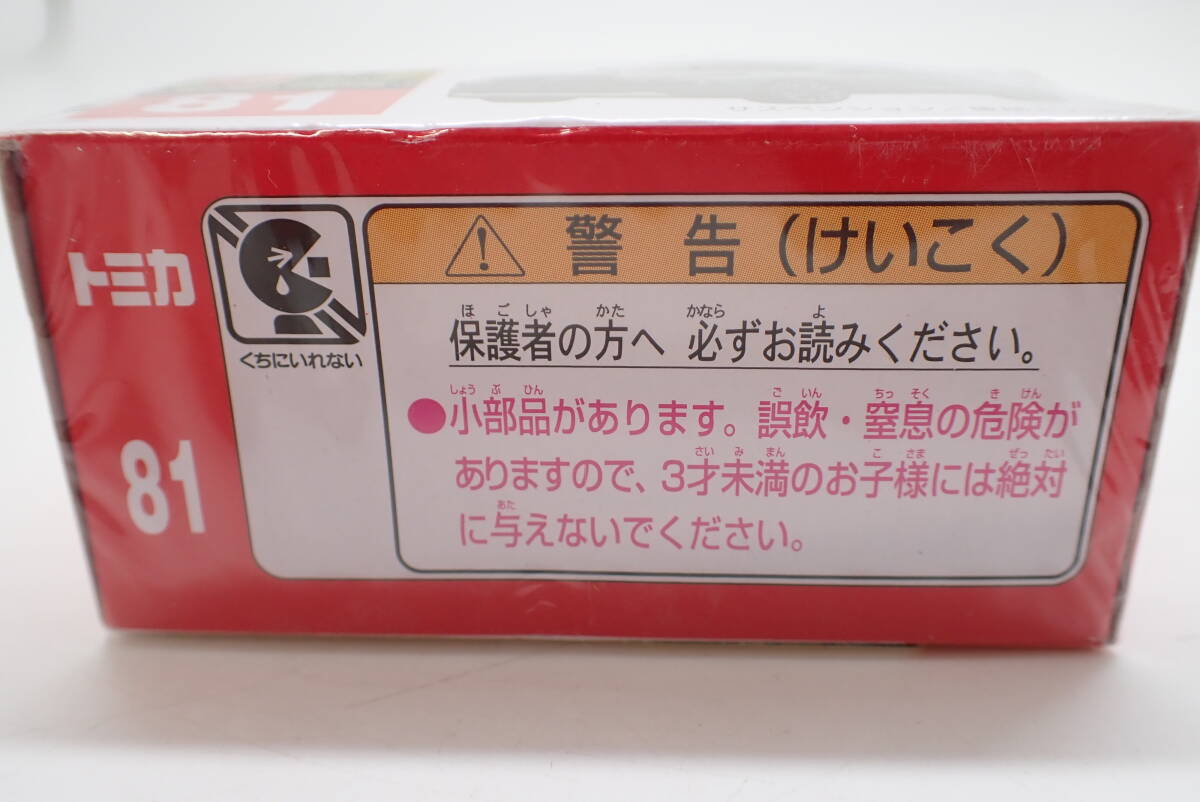 81
トミカ
81
くちにいれない
警告（けいこく）
ほごしゃ かた かなら よ
保護者の方へ 必ずお読みください。
しょう ぶ ひん ご いん ちっ そく き けん
●小部品があります。誤飲・窒息の危険が
さい み まん こ さま ぜっ たい
ありますので、3才未満のお子様には絶対
あた
に与えないでください。